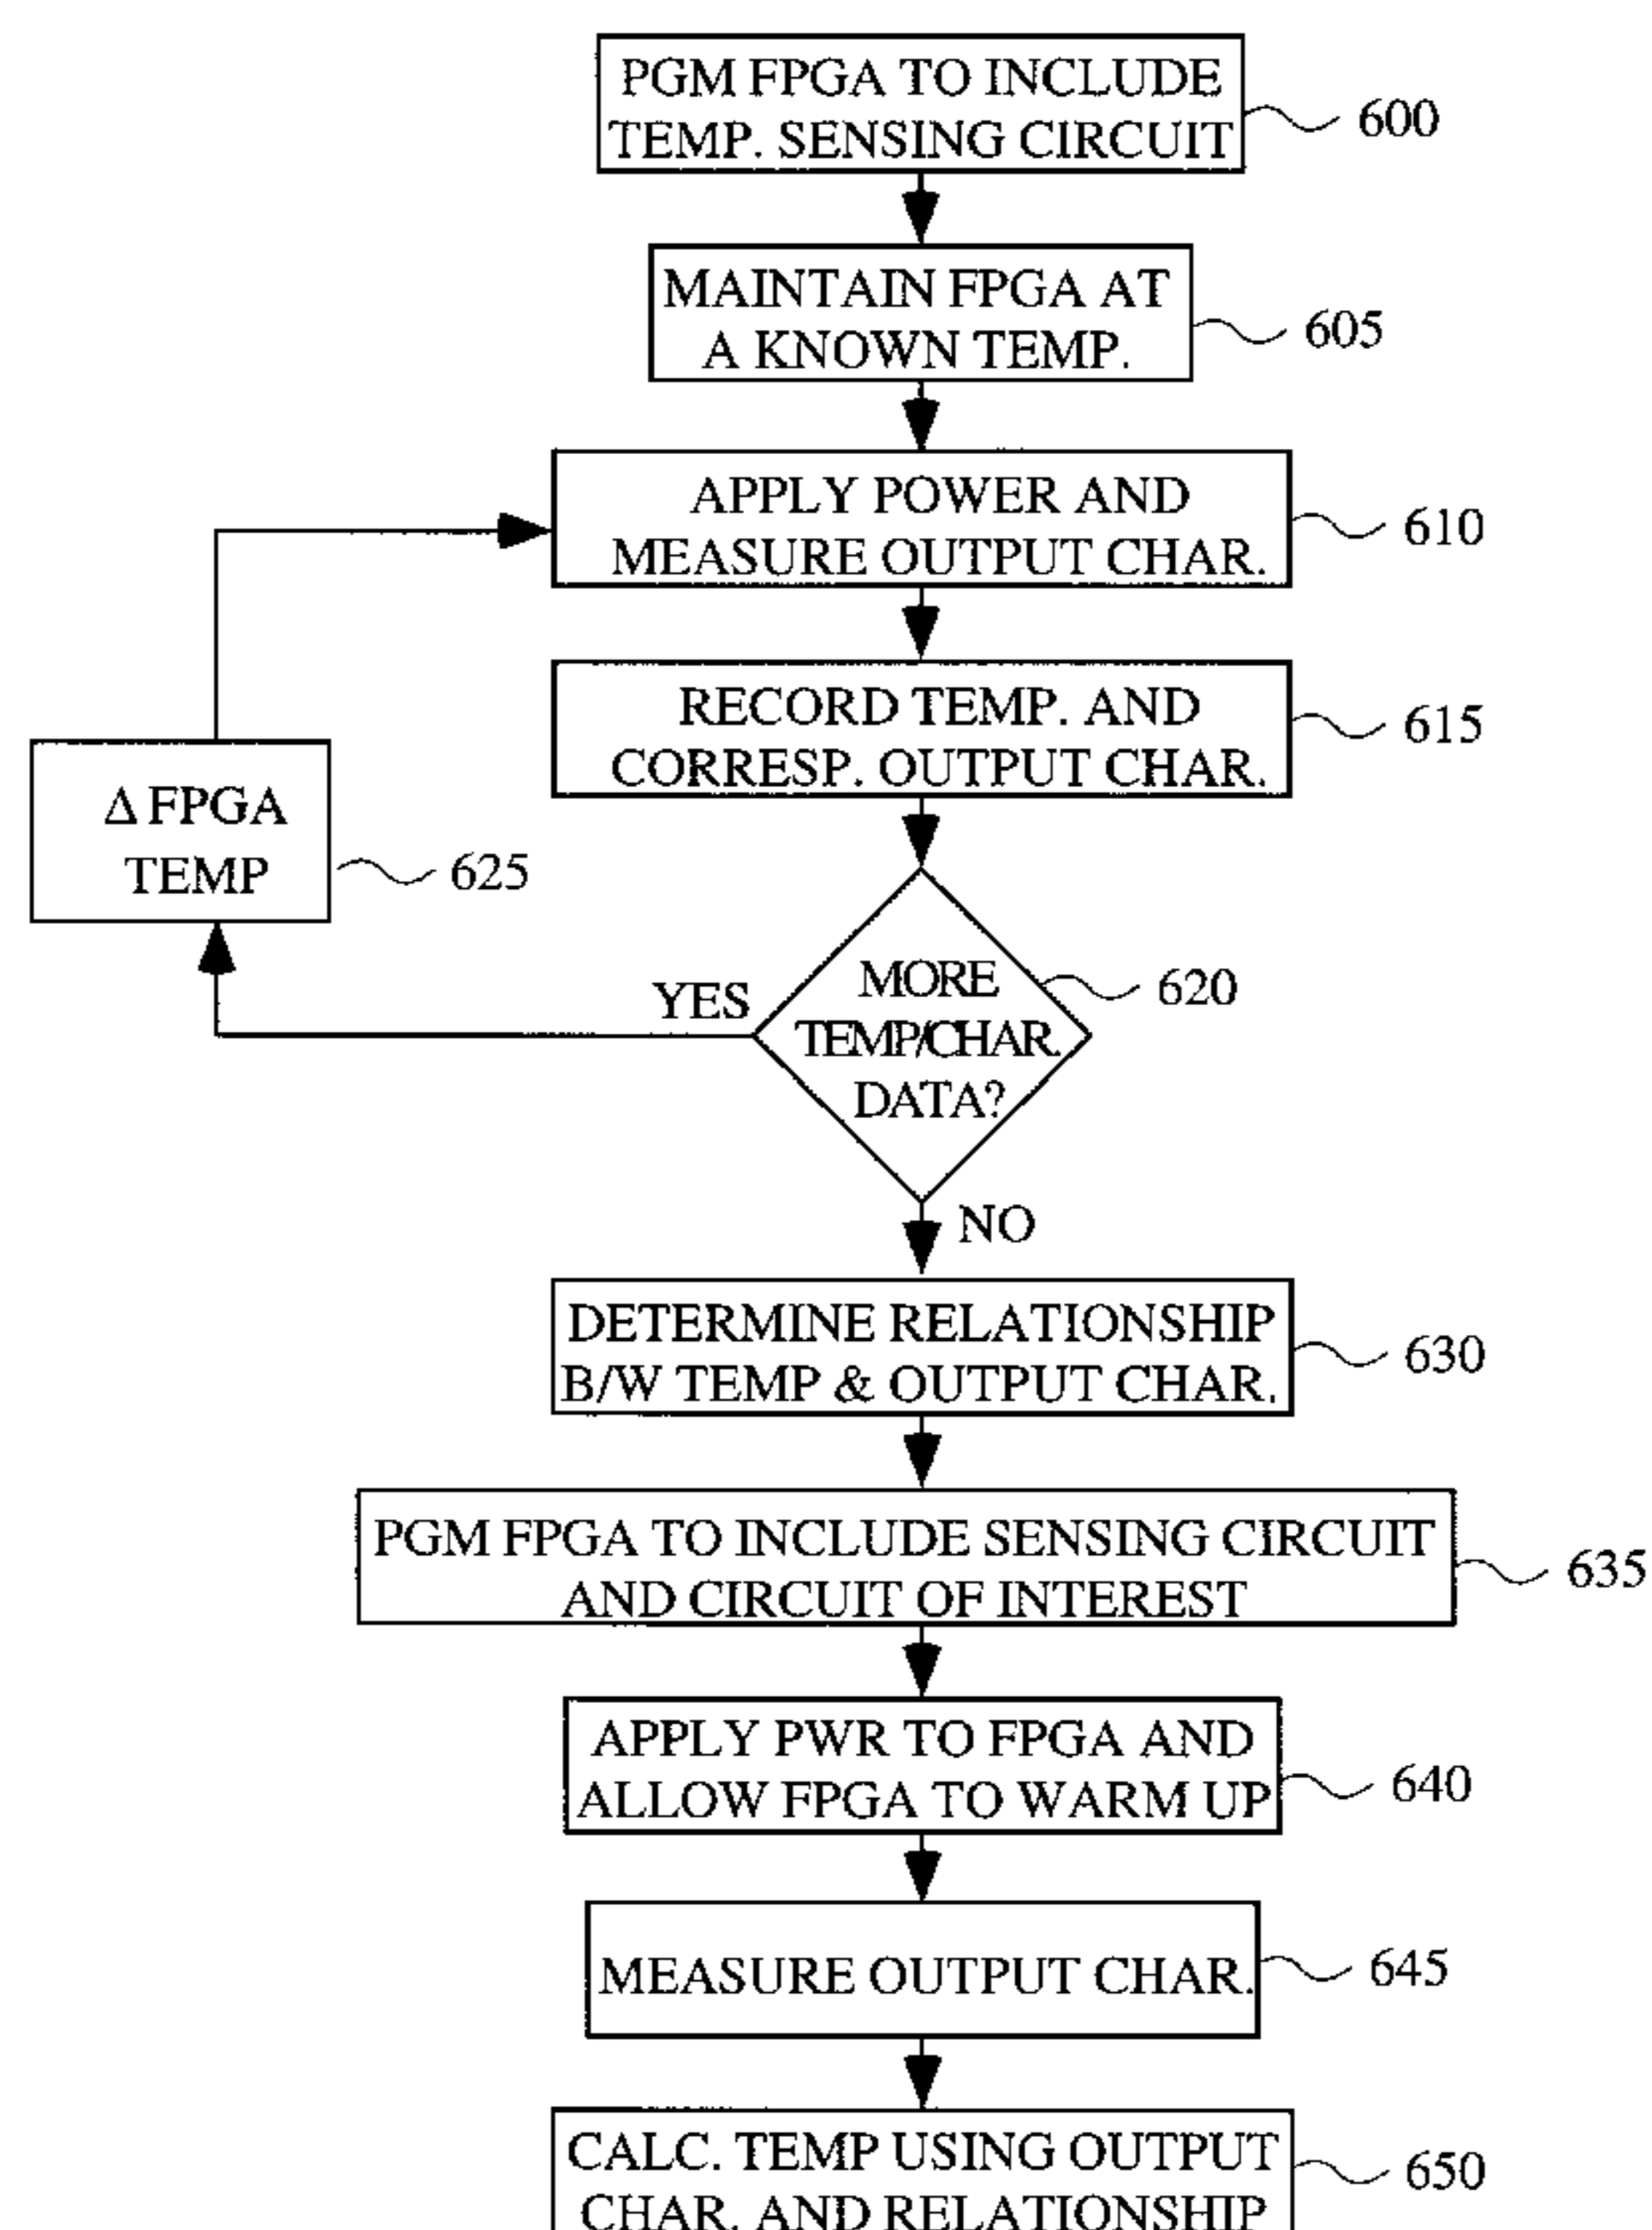 PGM FPGA TO INCLUDE
TEMP. SENSING CIRCUIT
600
MAINTAIN FPGA AT
A KNOWN TEMP.
605
APPLY POWER AND
MEASURE OUTPUT CHAR.
610
RECORD TEMP. AND
CORRESP. OUTPUT CHAR.
615
Δ FPGA
TEMP
625
MORE
TEMP/CHAR.
DATA?
620
YES
NO
DETERMINE RELATIONSHIP
B/W TEMP & OUTPUT CHAR.
630
PGM FPGA TO INCLUDE SENSING CIRCUIT
AND CIRCUIT OF INTEREST
635
APPLY PWR TO FPGA AND
ALLOW FPGA TO WARM UP
640
MEASURE OUTPUT CHAR.
645
CALC. TEMP USING OUTPUT
CHAR. AND RELATIONSHIP
650